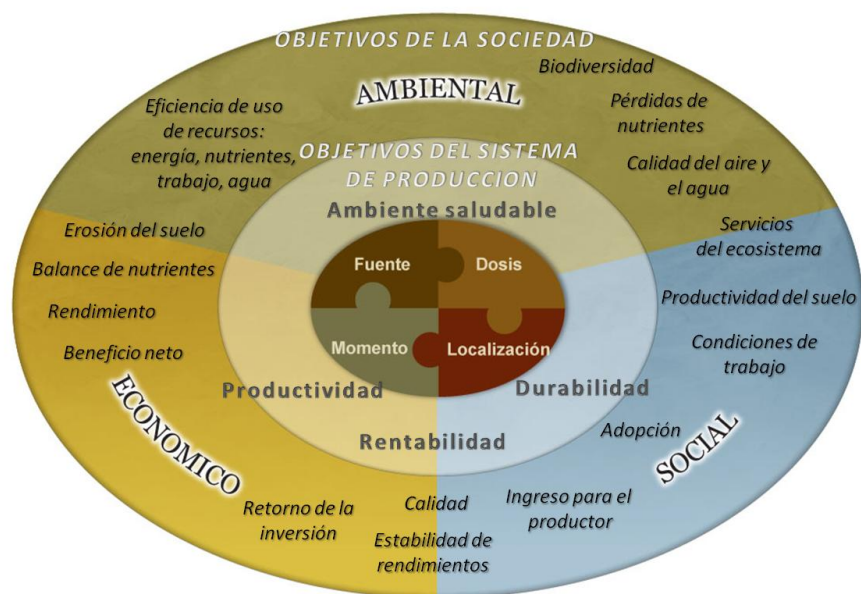 OBJETIVOS DE LA SOCIEDAD
AMBIENTAL
Biodiversidad
Eficiencia de uso
de recursos:
energía, nutrientes,
trabajo, agua
Pérdidas de
nutrientes
Calidad del aire y
el agua
OBJETIVOS DEL SISTEMA
DE PRODUCCION
Ambiente saludable
Erosión del suelo
Balance de nutrientes
Rendimiento
Beneficio neto
Servicios
del ecosistema
Productividad del suelo
Condiciones de
trabajo
Fuente
Dosis
Momento
Localización
Productividad
Durabilidad
Rentabilidad
ECONOMICO
SOCIAL
Adopción
Retorno de la
inversión
Calidad
Estabilidad de
rendimientos
Ingreso para el
productor